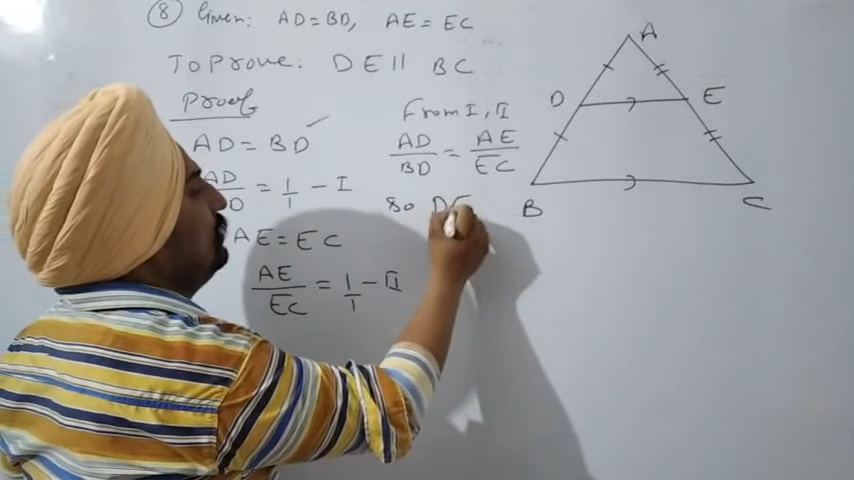 8 Given: AD = BD, AE = EC
To Prove: DE || BC
Proof
AD = BD ✓
AD/D = 1/1 - I
AE = EC
AE/EC = 1/1 - II
From I, II
AD/BD = AE/EC
So DE
A
D
E
B
C